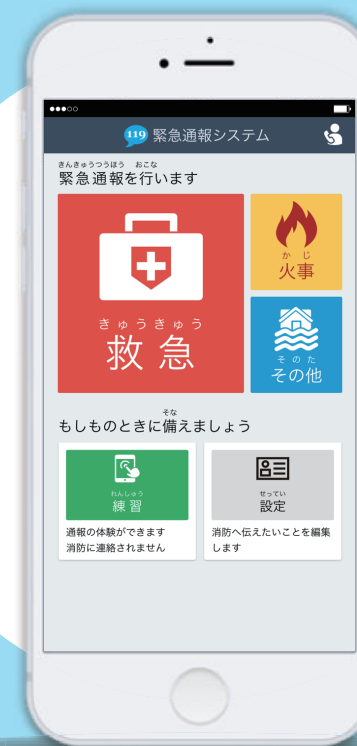 119 緊急通報システム
きんきゅうつうほう おこな
緊急通報を行います
きゅうきゅう
救急
かじ
火事
そのた
その他
そな
もしものときに備えましょう
れんしゅう
練習
通報の体験ができます
消防に連絡されません
せってい
設定
消防へ伝えたいことを編集
します